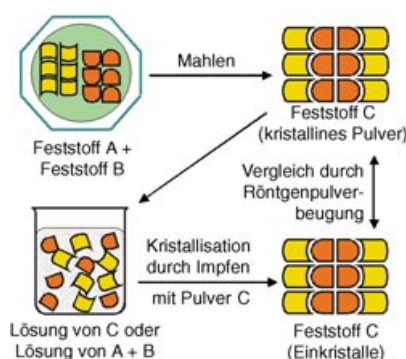 Mahlen
Feststoff A +
Feststoff B
Feststoff C
(kristallines Pulver)
Vergleich durch
Röntgenpulver-
beugung
Kristallisation
durch Impfen
mit Pulver C
Lösung von C oder
Lösung von A + B
Feststoff C
(Einkristalle)